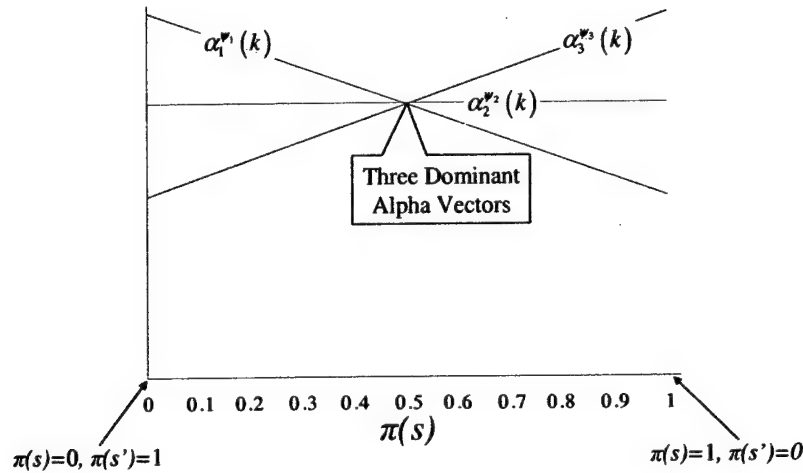 α₁^ψ₁(k)
α₃^ψ₃(k)
α₂^ψ₂(k)
Three Dominant
Alpha Vectors
0 0.1 0.2 0.3 0.4 0.5 0.6 0.7 0.8 0.9 1
π(s)
π(s)=0, π(s’)=1
π(s)=1, π(s’)=0